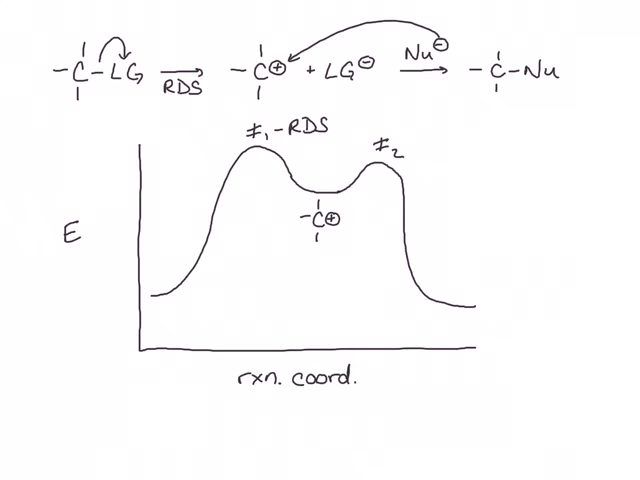 –C–LG RDS –C⊕ + LG⊖ Nu⊖ –C–Nu
‡₁–RDS
‡₂
–C⊕
E
rxn. coord.